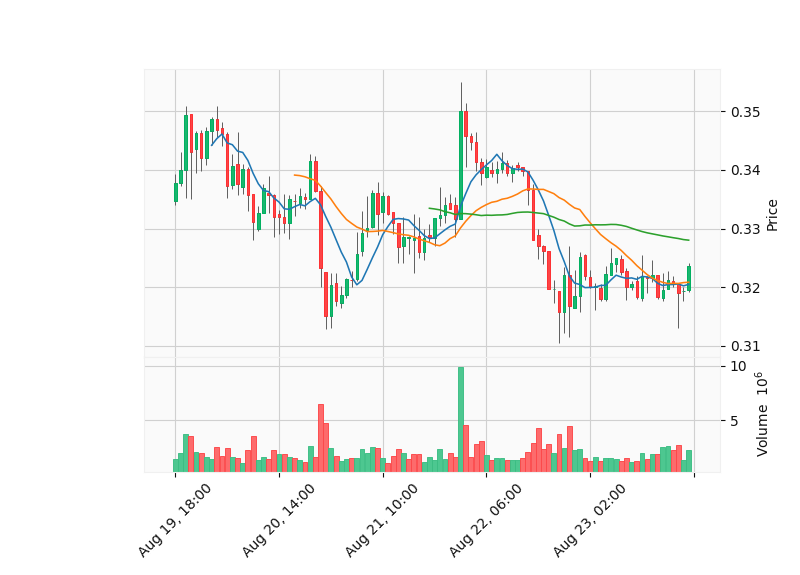 0.35
0.34
0.33
0.32
0.31
Price
10
5
Volume 10^6
Aug 19, 18:00
Aug 20, 14:00
Aug 21, 10:00
Aug 22, 06:00
Aug 23, 02:00